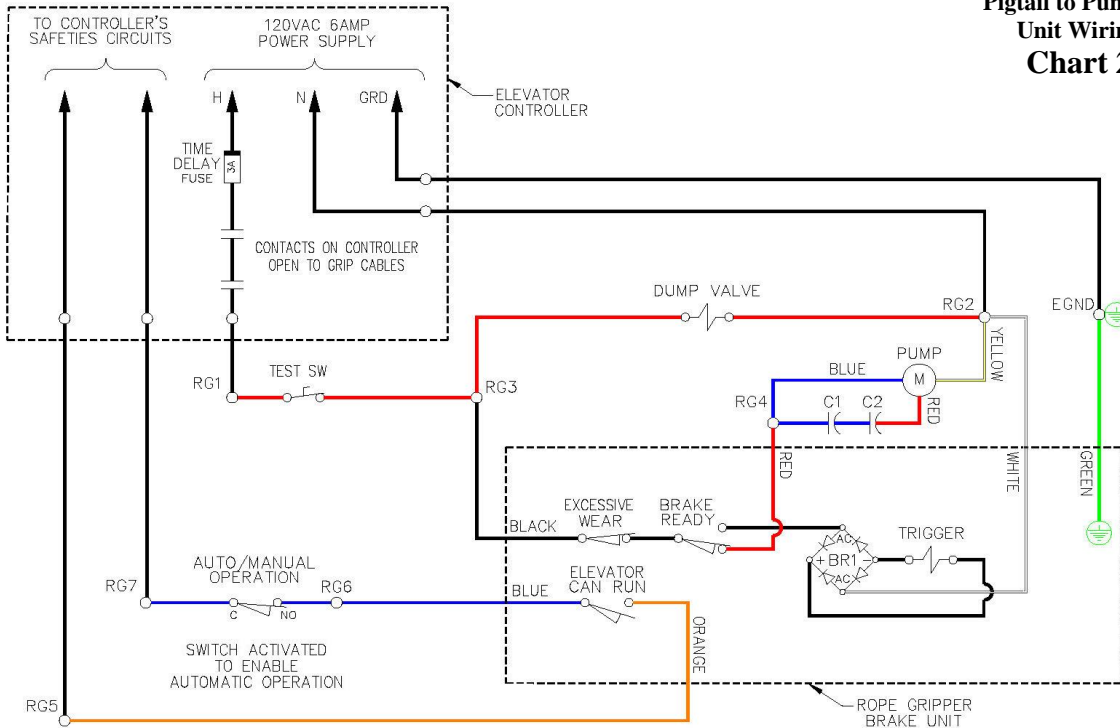 Pigtail to Pum
Unit Wirin
Chart 2
TO CONTROLLER'S
SAFETIES CIRCUITS
120VAC 6AMP
POWER SUPPLY
H
N
GRD
ELEVATOR
CONTROLLER
TIME
DELAY
FUSE
3A
CONTACTS ON CONTROLLER
OPEN TO GRIP CABLES
DUMP VALVE
RG2
EGND
YELLOW
PUMP
M
BLUE
RG1
TEST SW
RG3
RG4
C1
C2
RED
RED
WHITE
GREEN
BLACK
EXCESSIVE
WEAR
BRAKE
READY
AC
+ BR1 -
AC
TRIGGER
AUTO/MANUAL
OPERATION
RG7
RG6
C
NO
BLUE
ELEVATOR
CAN RUN
ORANGE
SWITCH ACTIVATED
TO ENABLE
AUTOMATIC OPERATION
RG5
ROPE GRIPPER
BRAKE UNIT